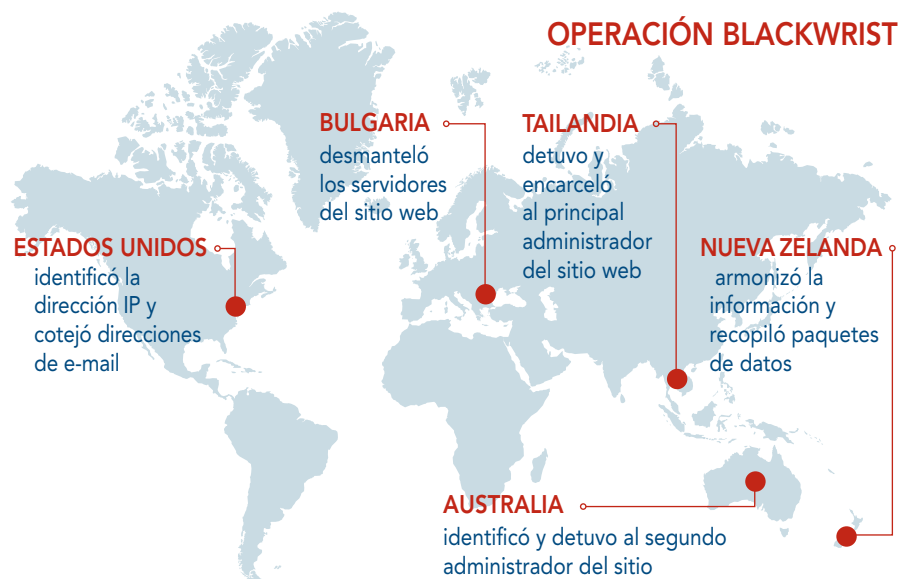 OPERACIÓN BLACKWRIST
BULGARIA
desmanteló
los servidores
del sitio web
TAILANDIA
detuvo y
encarceló
al principal
administrador
del sitio web
ESTADOS UNIDOS
identificó la
dirección IP y
cotejó direcciones
de e-mail
NUEVA ZELANDA
armonizó la
información y
recopiló paquetes
de datos
AUSTRALIA
identificó y detuvo al segundo
administrador del sitio